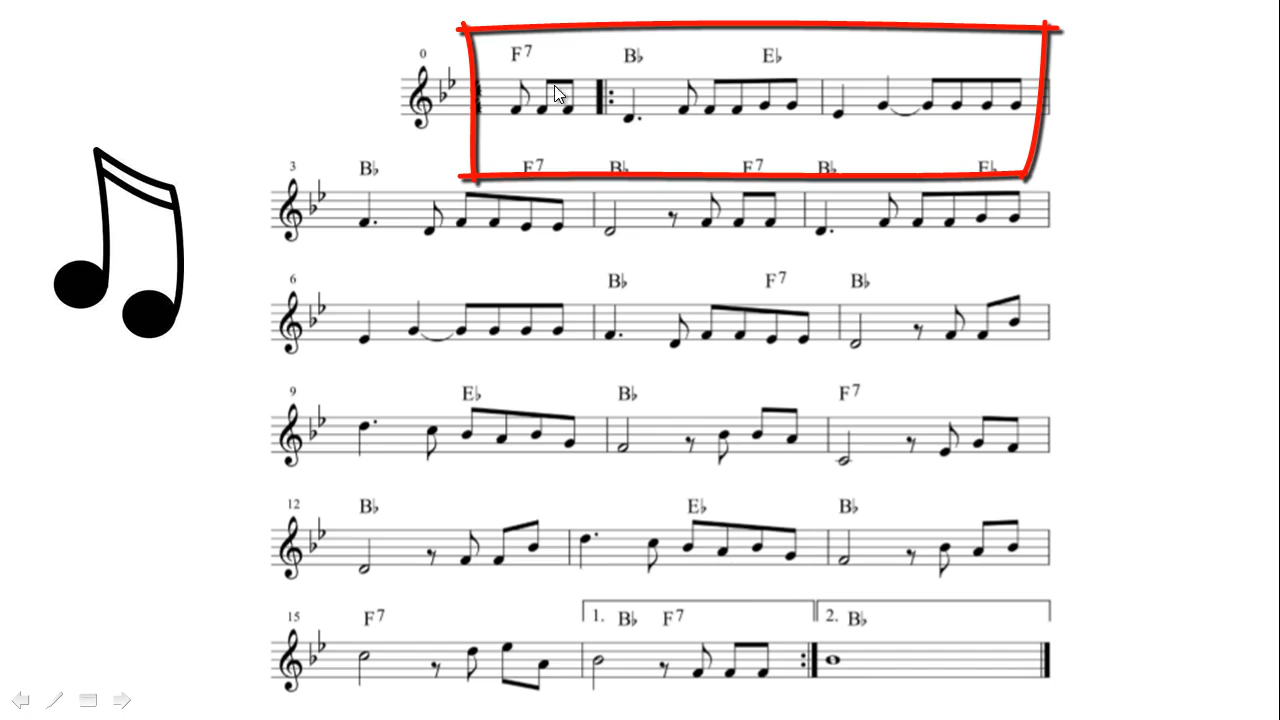 0 F7 B♭ E♭
3 B♭ F7 B♭ F7 B♭ E♭
6 B♭ F7 B♭
9 E♭ B♭ F7
12 B♭ E♭ B♭
15 F7 1. B♭ F7 2. B♭